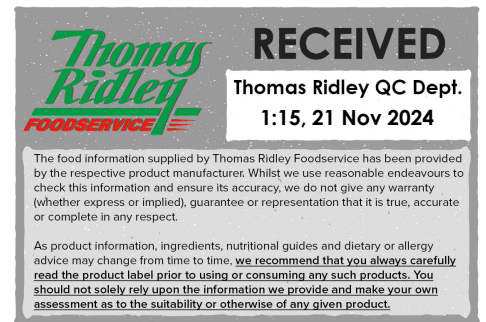 Thomas
Ridley
FOODSERVICE
RECEIVED
Thomas Ridley QC Dept.
1:15, 21 Nov 2024
The food information supplied by Thomas Ridley Foodservice has been provided
by the respective product manufacturer. Whilst we use reasonable endeavours to
check this information and ensure its accuracy, we do not give any warranty
(whether express or implied), guarantee or representation that it is true, accurate
or complete in any respect.
As product information, ingredients, nutritional guides and dietary or allergy
advice may change from time to time, we recommend that you always carefully
read the product label prior to using or consuming any such products. You
should not solely rely upon the information we provide and make your own
assessment as to the suitability or otherwise of any given product.